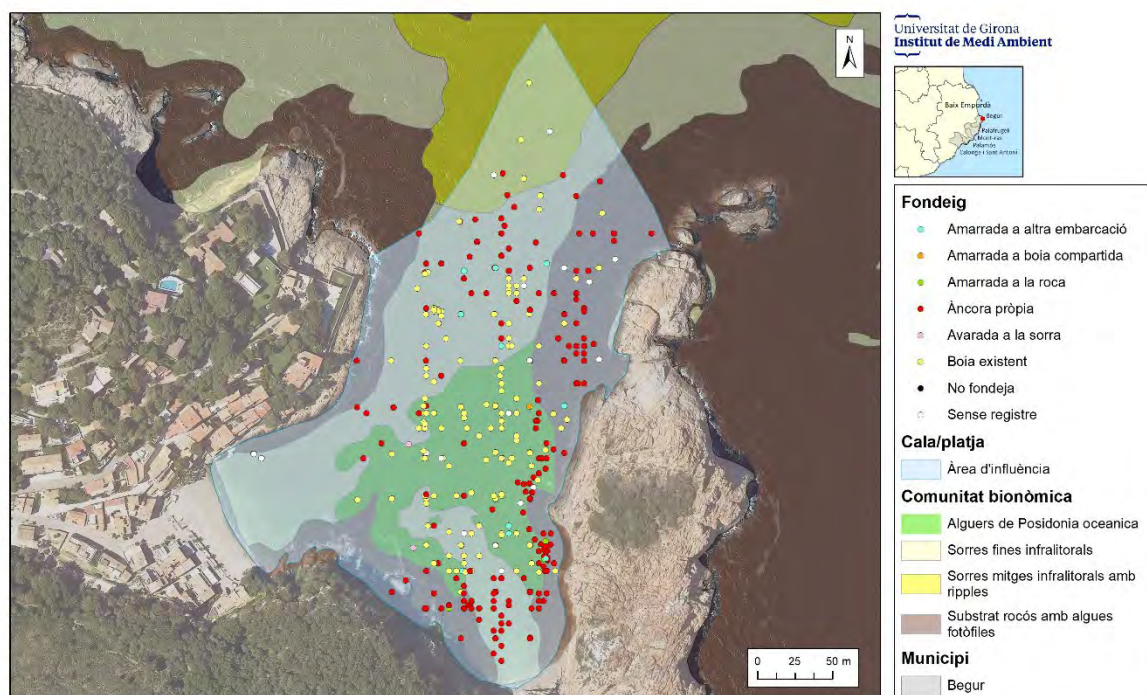 N
0 25 50 m
Universitat de Girona
Institut de Medi Ambient
Baix Empordà
Begur
Palafrugell
Mont-ras
Palamós
Calonge i Sant Antoni
Fondeig
Amarrada a altra embarcació
Amarrada a boia compartida
Amarrada a la roca
Àncora pròpia
Avarada a la sorra
Boia existent
No fondeja
Sense registre
Cala/platja
Àrea d'influència
Comunitat bionòmica
Alguers de Posidonia oceanica
Sorres fines infralitorals
Sorres mitges infralitorals amb
ripples
Substrat rocós amb algues
fotòfiles
Municipi
Begur